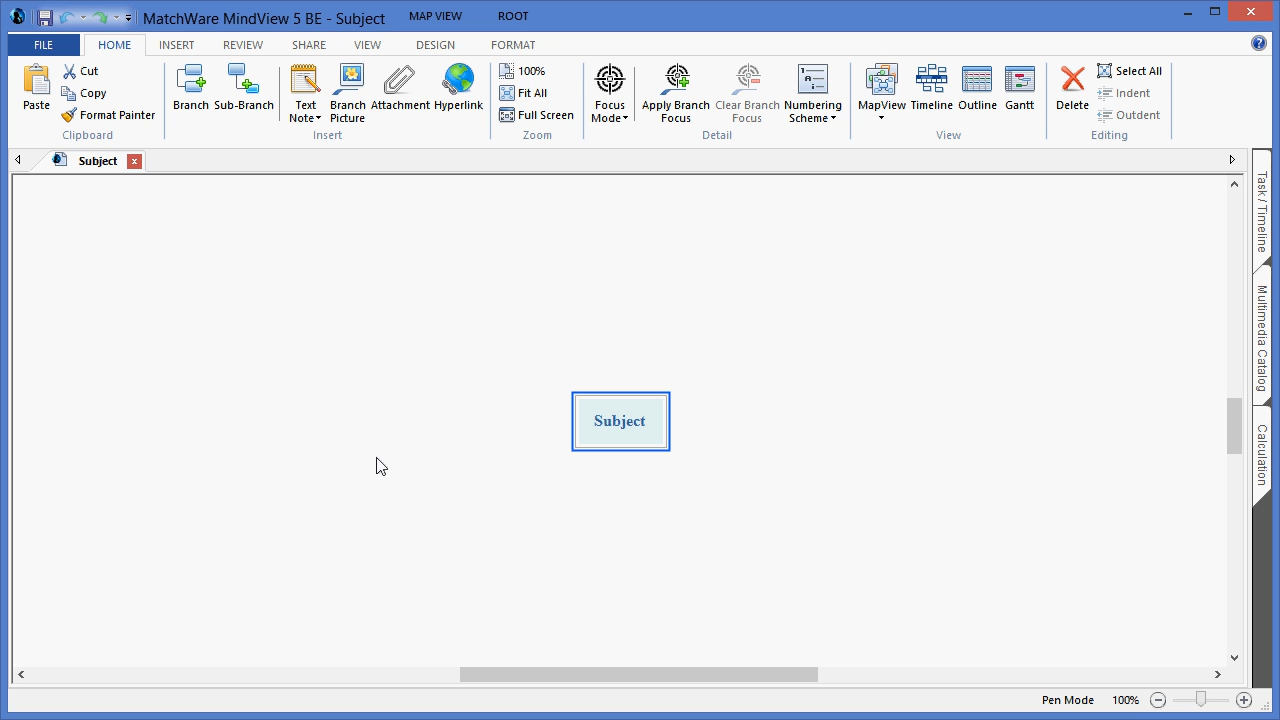 MatchWare MindView 5 BE - Subject
MAP VIEW
ROOT
FILE
HOME
INSERT
REVIEW
SHARE
VIEW
DESIGN
FORMAT
Paste
Cut
Copy
Format Painter
Clipboard
Branch
Sub-Branch
Text Note
Branch Picture
Attachment
Hyperlink
Insert
100%
Fit All
Full Screen
Zoom
Focus Mode
Apply Branch Focus
Clear Branch Focus
Numbering Scheme
Detail
MapView
Timeline
Outline
Gantt
View
Delete
Select All
Indent
Outdent
Editing
Subject
Subject
Task / Timeline
Multimedia Catalog
Calculation
Pen Mode
100%